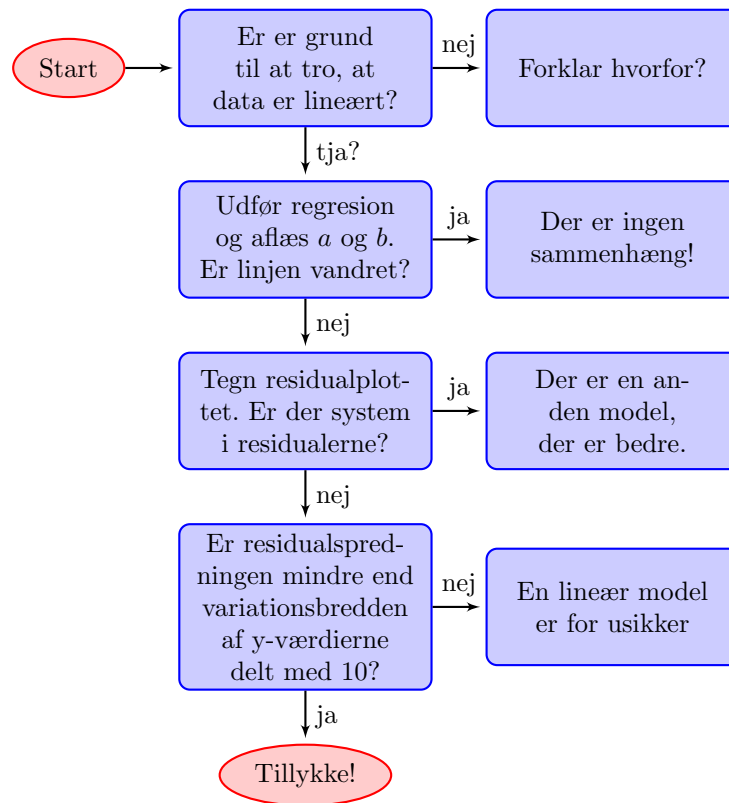 Start
Er er grund
til at tro, at
data er lineært?
nej
Forklar hvorfor?
tja?
Udfør regresion
og aflæs a og b.
Er linjen vandret?
ja
Der er ingen
sammenhæng!
nej
Tegn residualplot-
tet. Er der system
i residualerne?
ja
Der er en an-
den model,
der er bedre.
nej
Er residualspred-
ningen mindre end
variationsbredden
af y-værdierne
delt med 10?
nej
En lineær model
er for usikker
ja
Tillykke!